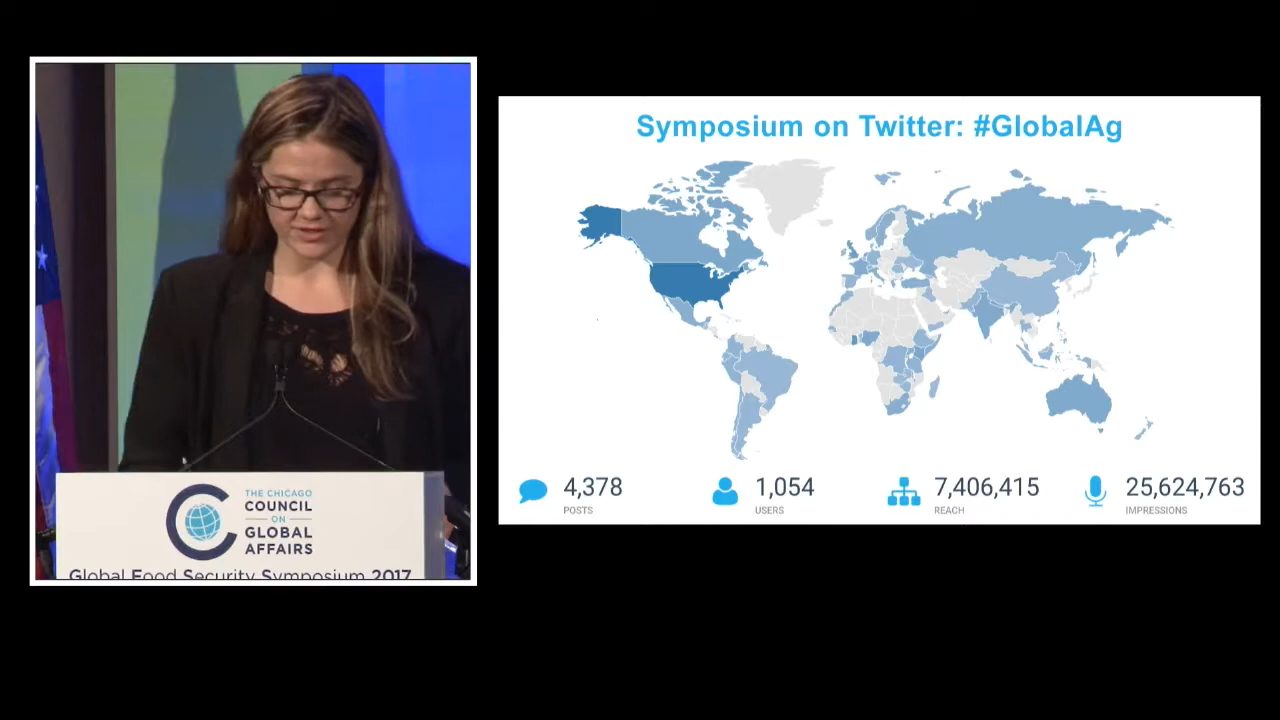 THE CHICAGO
COUNCIL
ON
GLOBAL
AFFAIRS
Global Food Security Symposium 2017
Symposium on Twitter: #GlobalAg
4,378
POSTS
1,054
USERS
7,406,415
REACH
25,624,763
IMPRESSIONS